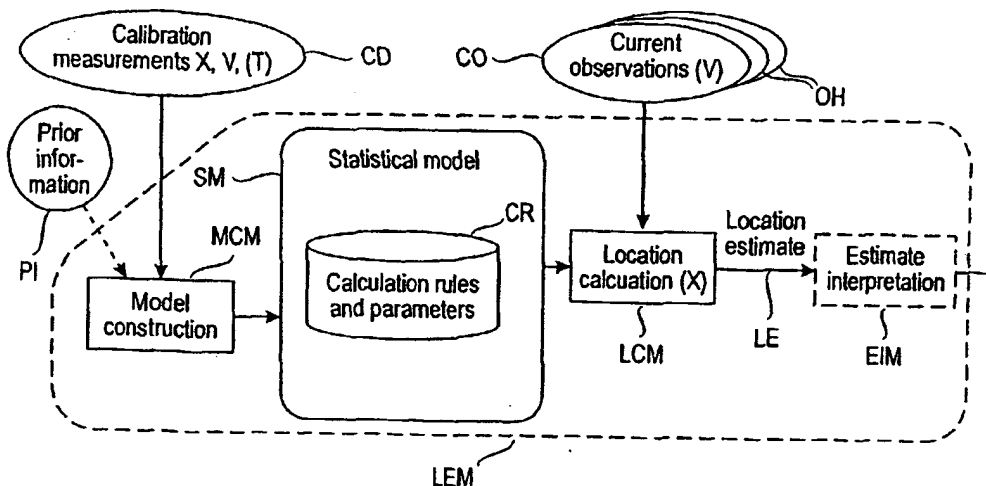 Calibration
measurements X, V, (T)
CD
CO
Current
observations (V)
OH
Prior
infor-
mation
PI
MCM
Model
construction
SM
Statistical model
CR
Calculation rules
and parameters
Location
calcuation (X)
LCM
Location
estimate
LE
Estimate
interpretation
EIM
LEM